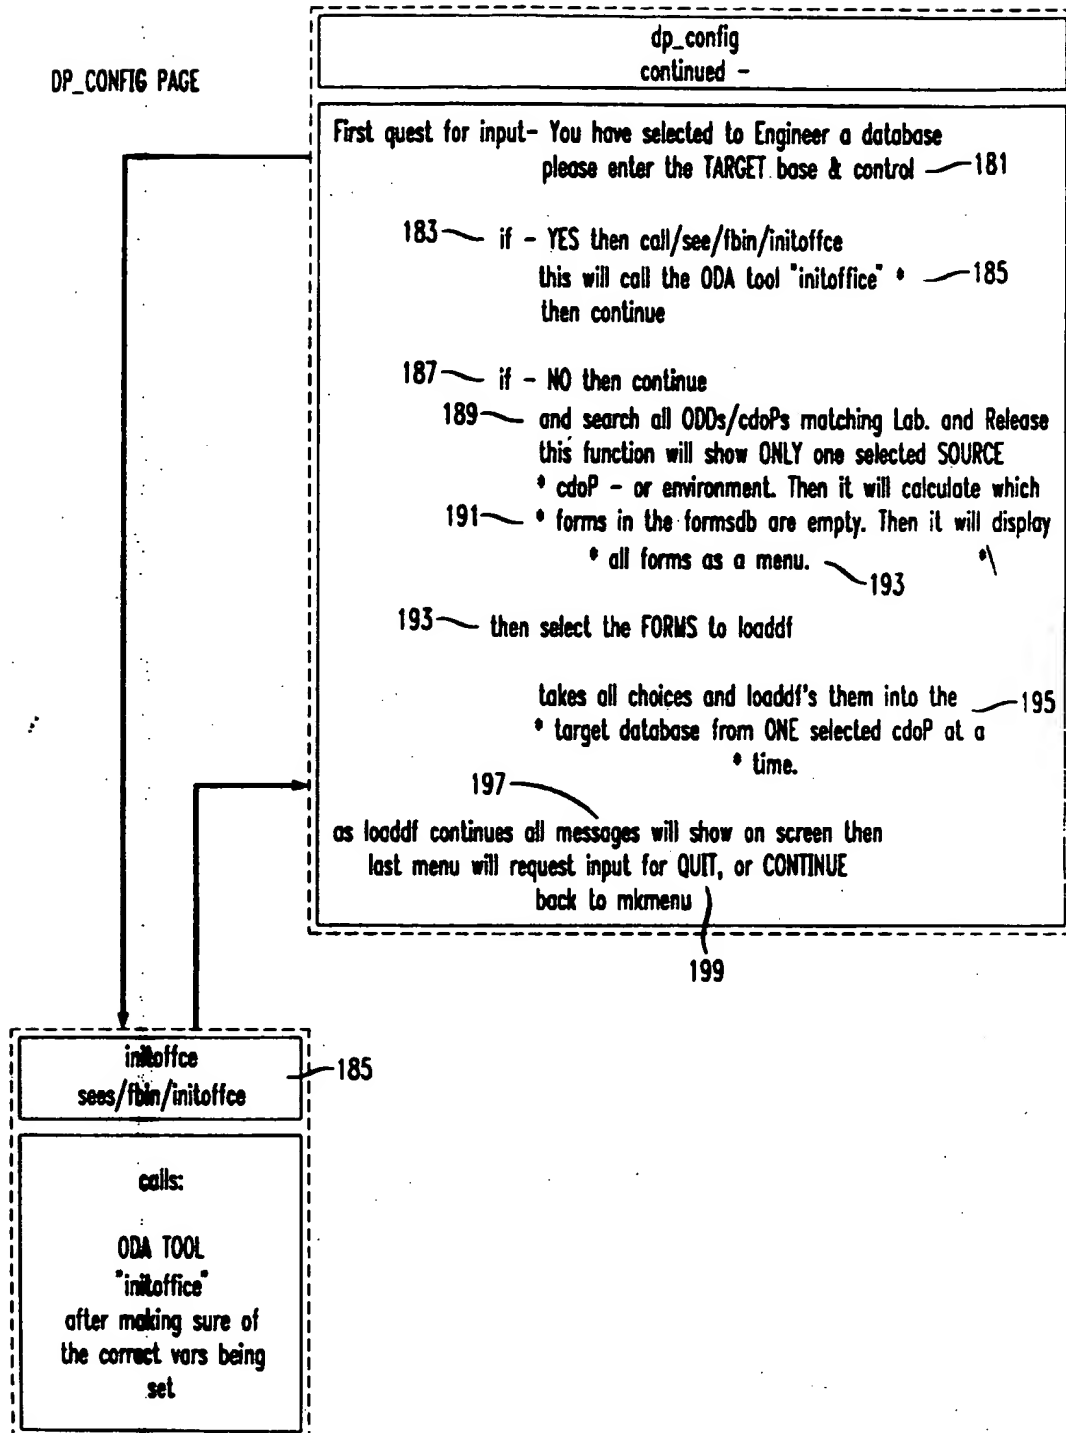 DP_CONFIG PAGE
dp_config
continued -
First quest for input- You have selected to Engineer a database
please enter the TARGET base & control 181
183 if - YES then call/see/fbin/initoffce
this will call the ODA tool "initoffice" * 185
then continue
187 if - NO then continue
189 and search all ODDs/cdoPs matching Lab. and Release
this function will show ONLY one selected SOURCE
* cdoP - or environment. Then it will calculate which
191 * forms in the formsdb are empty. Then it will display
* all forms as a menu. *\
193
193 then select the FORMS to loaddf
takes all choices and loaddf's them into the 195
* target database from ONE selected cdoP at a
* time.
197
as loaddf continues all messages will show on screen then
last menu will request input for QUIT, or CONTINUE
back to mkmenu
199
initoffce
sees/fbin/initoffce
185
calls:
ODA TOOL
"initoffice"
after making sure of
the correct vars being
set